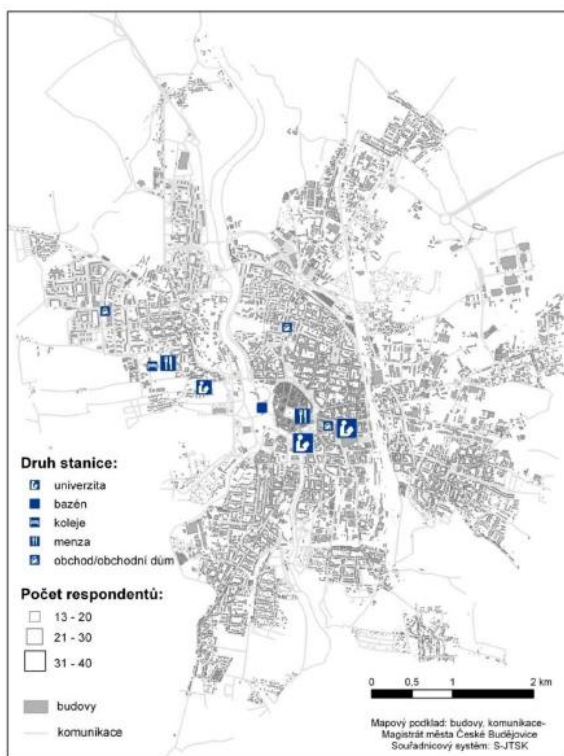 Druh stanice:
univerzita
bazén
koleje
menza
obchod/obchodní dům
Počet respondentů:
13 - 20
21 - 30
31 - 40
budovy
komunikace
0 0.5 1 2 km
Mapový podklad: budovy, komunikace-
Magistrát města České Budějovice
Souřadnicový systém: S-JTSK